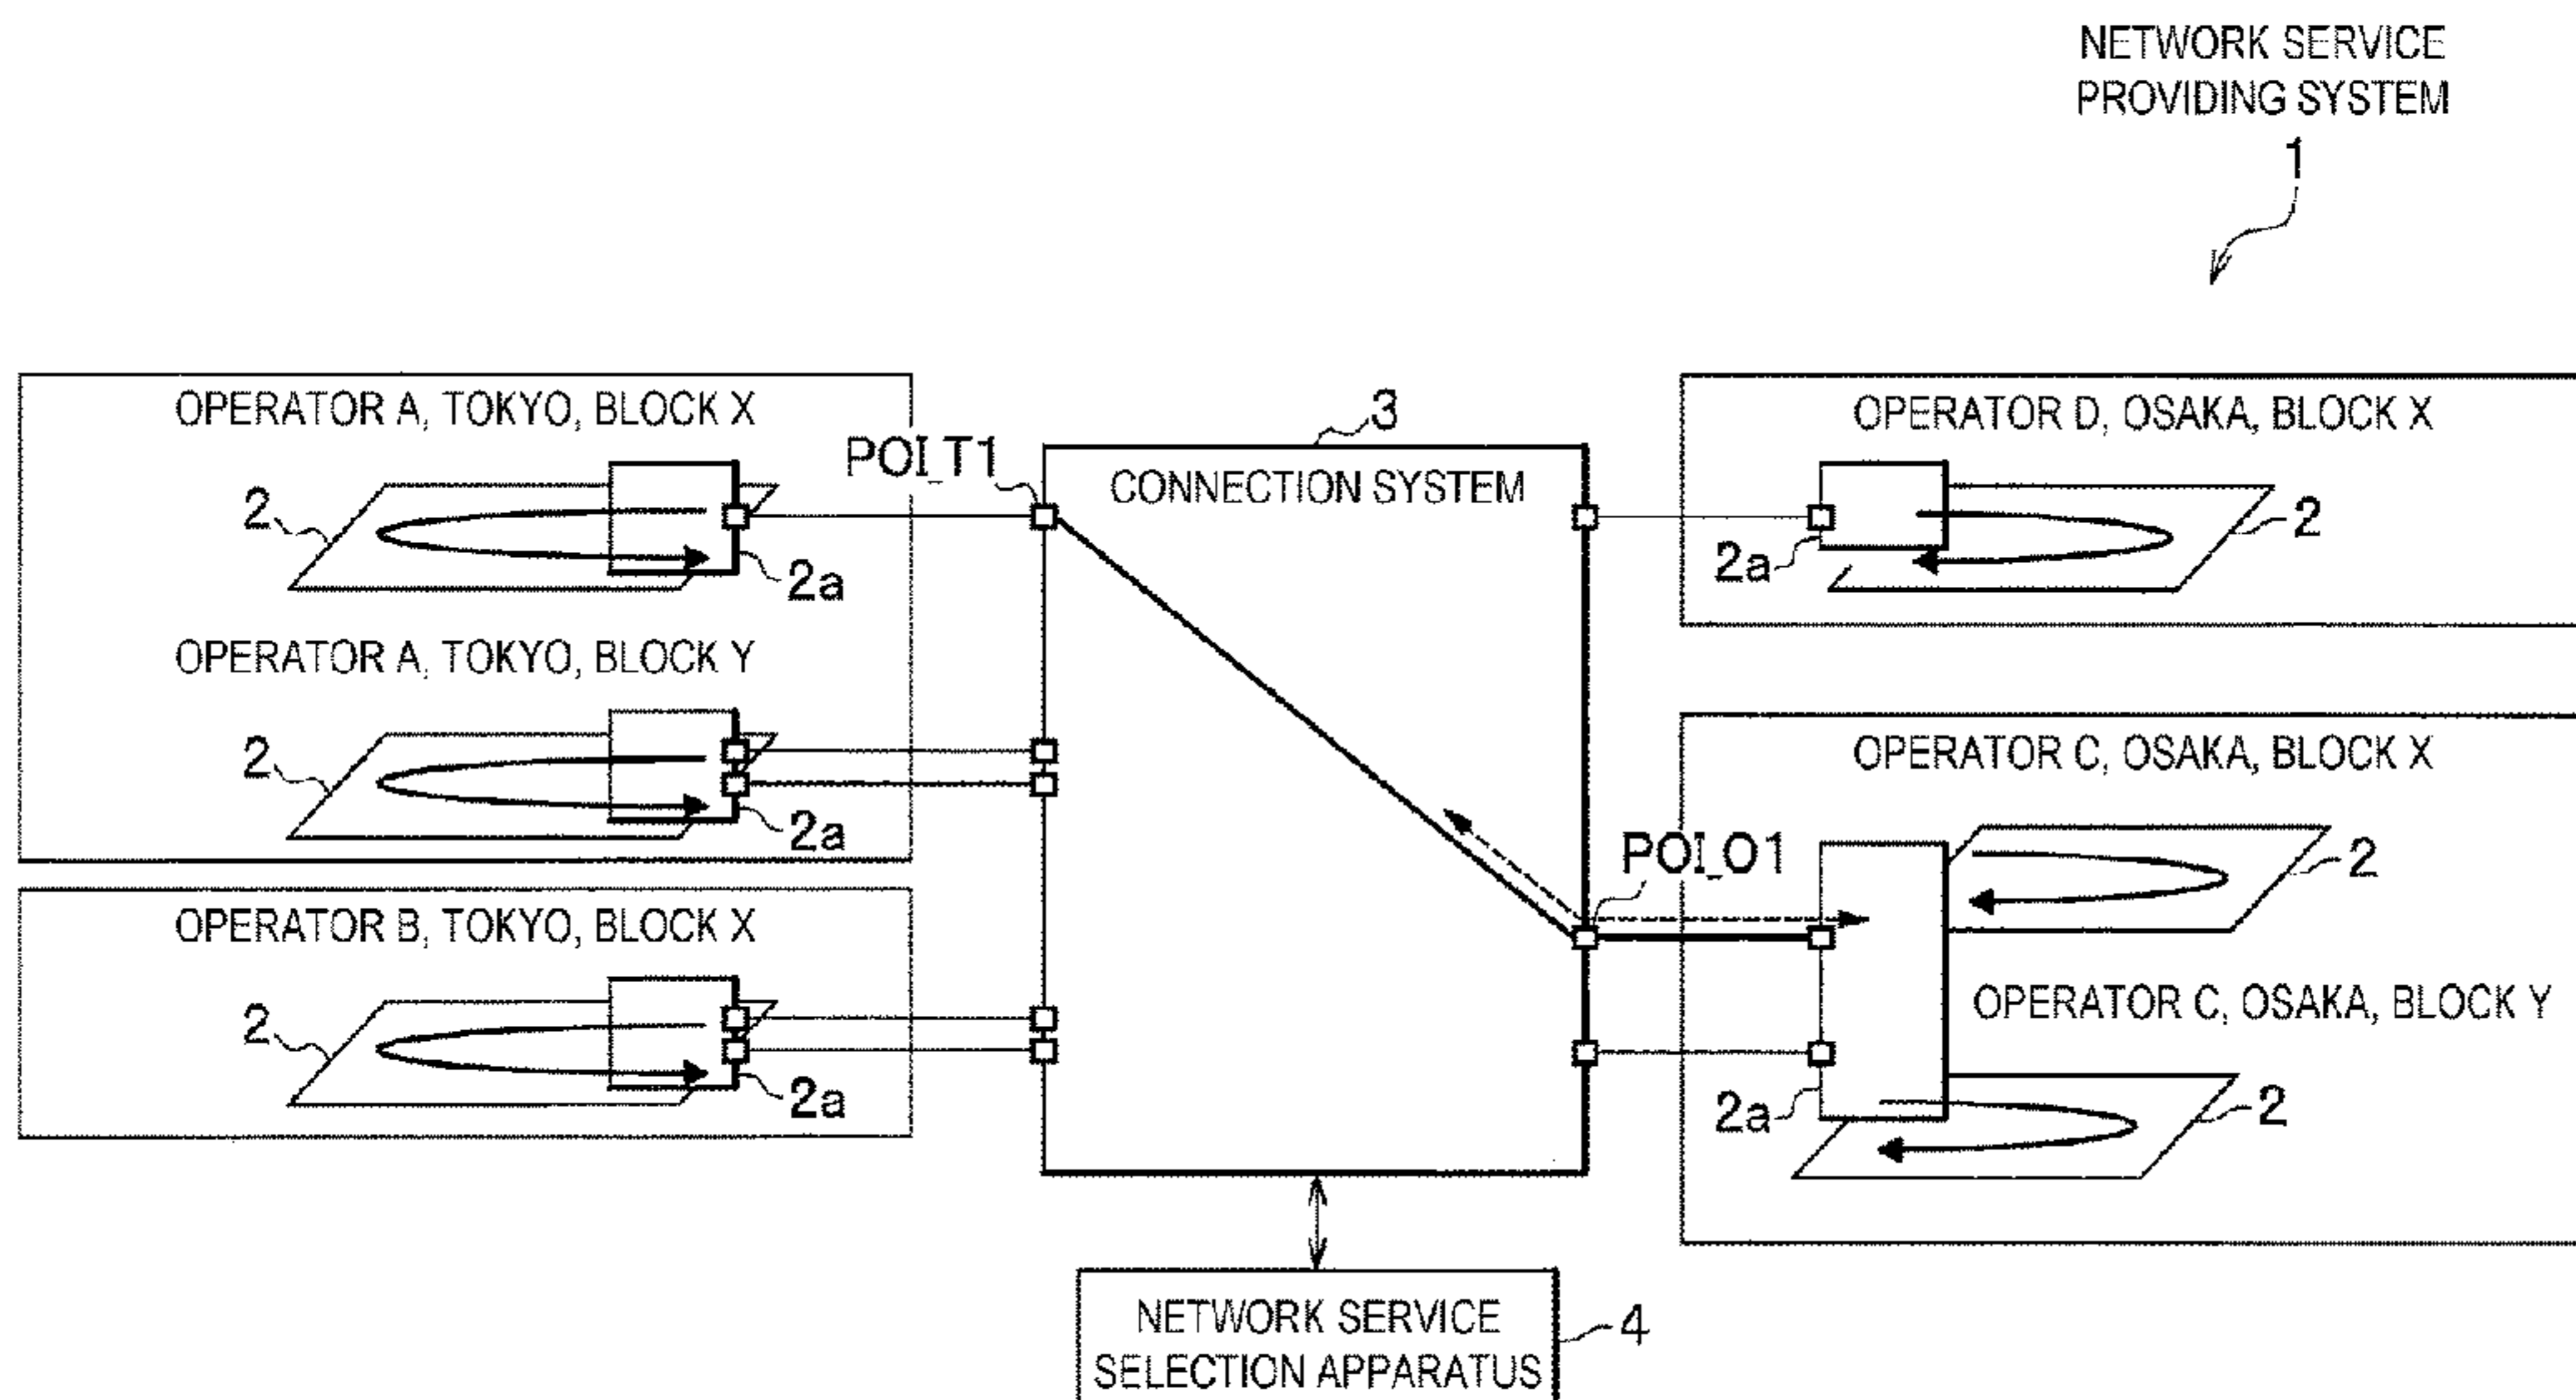 NETWORK SERVICE
PROVIDING SYSTEM
1
OPERATOR A, TOKYO, BLOCK X
2
2a
OPERATOR A, TOKYO, BLOCK Y
2
2a
OPERATOR B, TOKYO, BLOCK X
2
2a
POI_T1
3
CONNECTION SYSTEM
POI_O1
OPERATOR D, OSAKA, BLOCK X
2a
2
OPERATOR C, OSAKA, BLOCK X
2
OPERATOR C, OSAKA, BLOCK Y
2a
2
NETWORK SERVICE
SELECTION APPARATUS
4